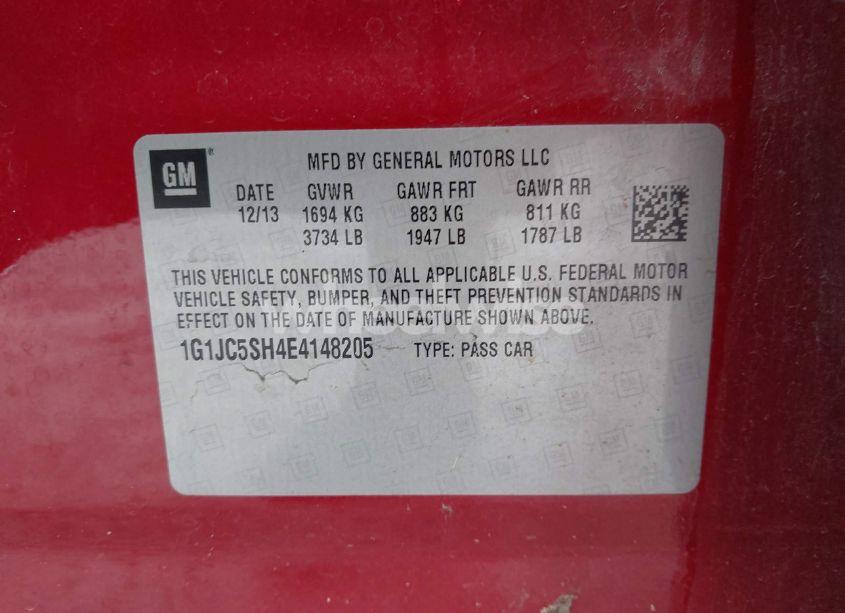 GM
MFD BY GENERAL MOTORS LLC
DATE GVWR GAWR FRT GAWR RR
12/13 1694 KG 883 KG 811 KG
3734 LB 1947 LB 1787 LB
THIS VEHICLE CONFORMS TO ALL APPLICABLE U.S. FEDERAL MOTOR
VEHICLE SAFETY, BUMPER, AND THEFT PREVENTION STANDARDS IN
EFFECT ON THE DATE OF MANUFACTURE SHOWN ABOVE.
1G1JC5SH4E4148205 TYPE: PASS CAR